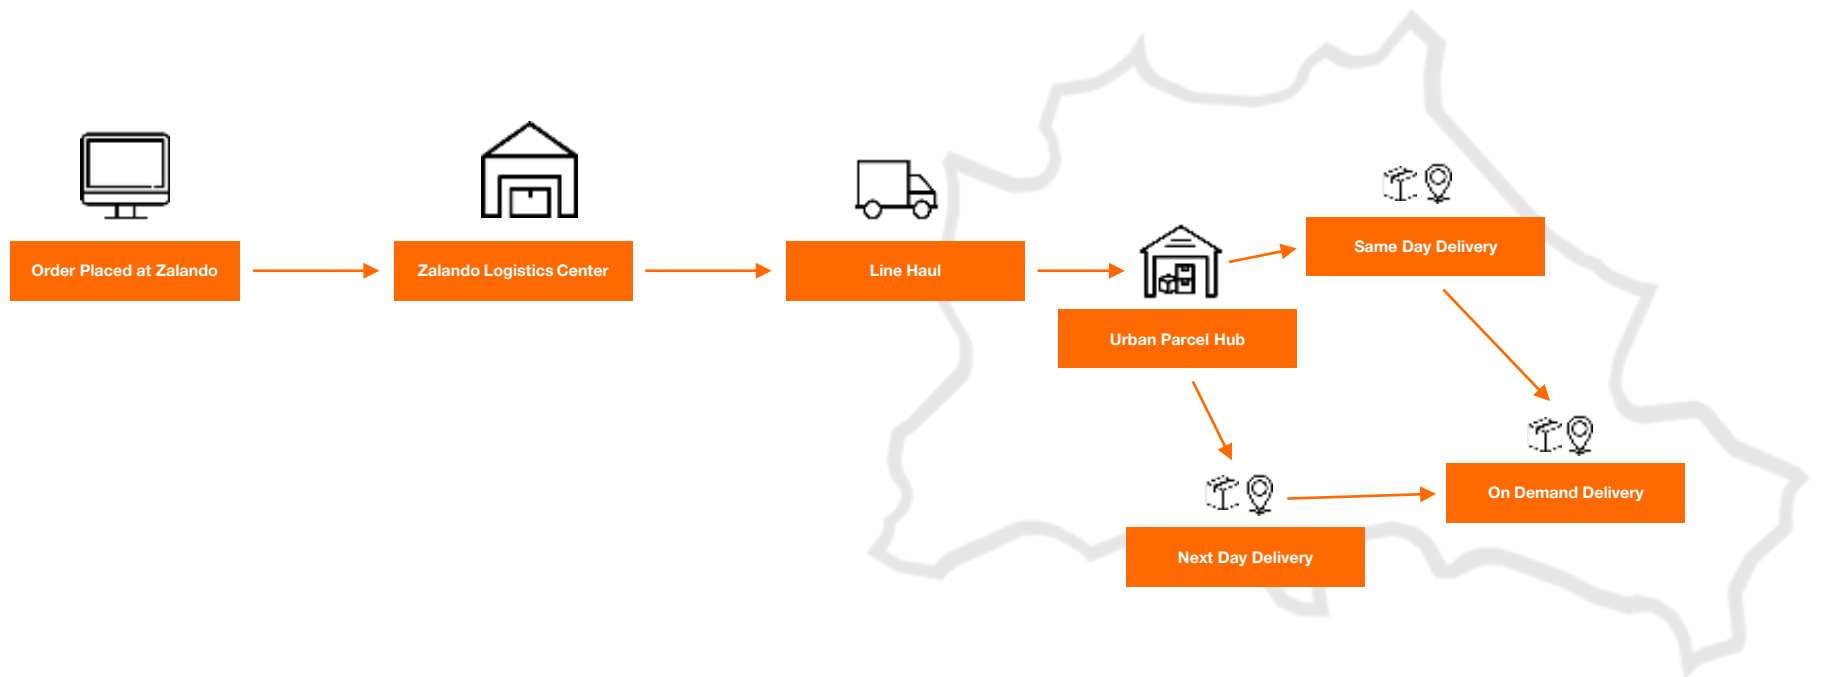 Order Placed at Zalando
Zalando Logistics Center
Line Haul
Urban Parcel Hub
Same Day Delivery
On Demand Delivery
Next Day Delivery